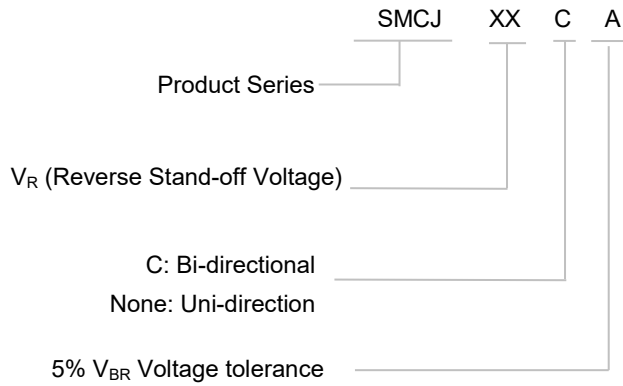 SMCJ XX C A
Product Series
VR (Reverse Stand-off Voltage)
C: Bi-directional
None: Uni-direction
5% VBR Voltage tolerance